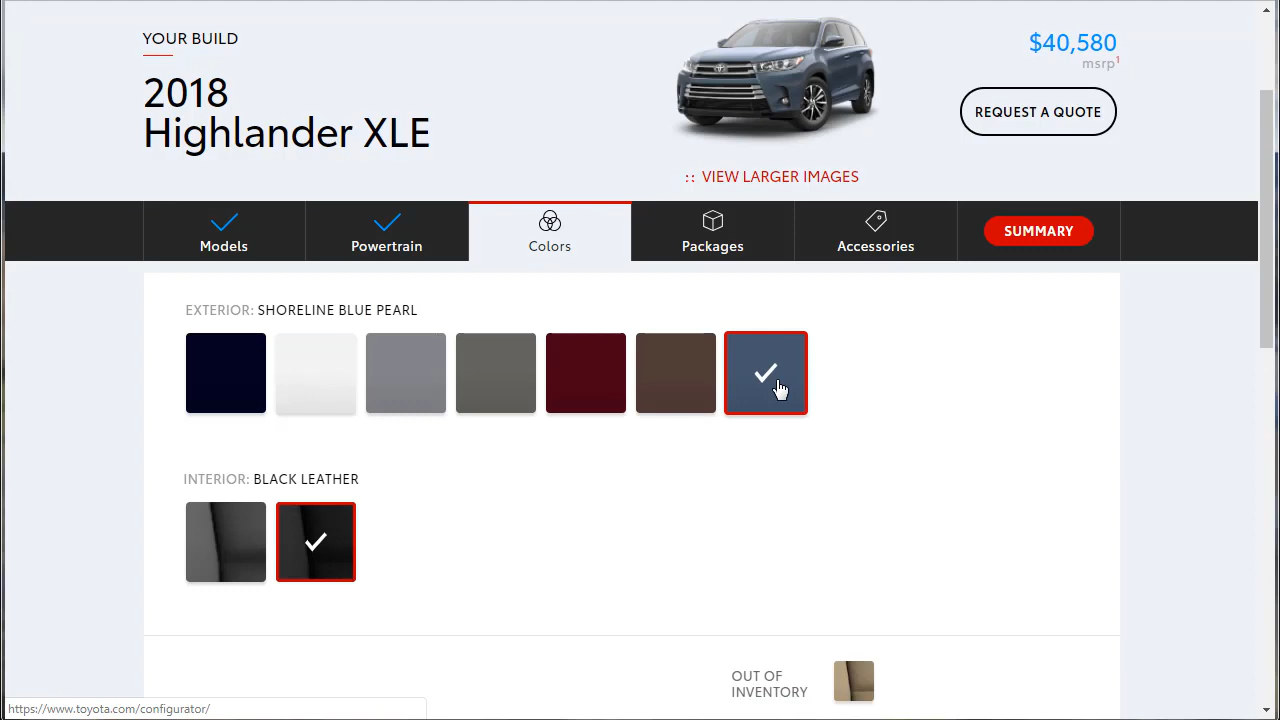 YOUR BUILD
2018
Highlander XLE
$40,580
msrp1
REQUEST A QUOTE
:: VIEW LARGER IMAGES
Models
Powertrain
Colors
Packages
Accessories
SUMMARY
EXTERIOR: SHORELINE BLUE PEARL
INTERIOR: BLACK LEATHER
OUT OF
INVENTORY
https://www.toyota.com/configurator/